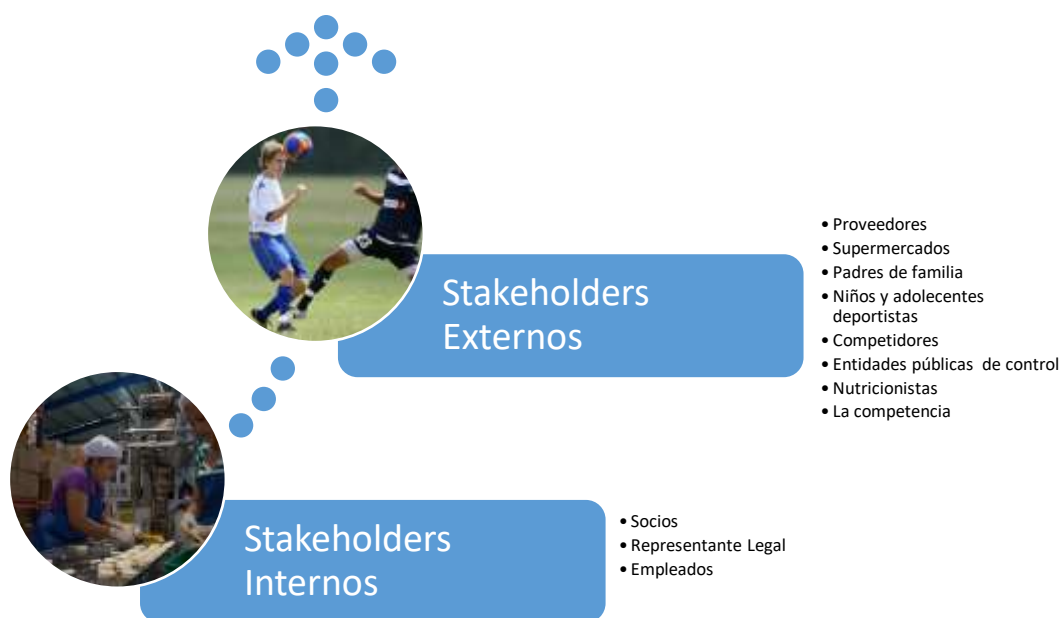 Stakeholders
Externos
• Proveedores
• Supermercados
• Padres de familia
• Niños y adolecentes
deportistas
• Competidores
• Entidades públicas de control
• Nutricionistas
• La competencia
Stakeholders
Internos
• Socios
• Representante Legal
• Empleados